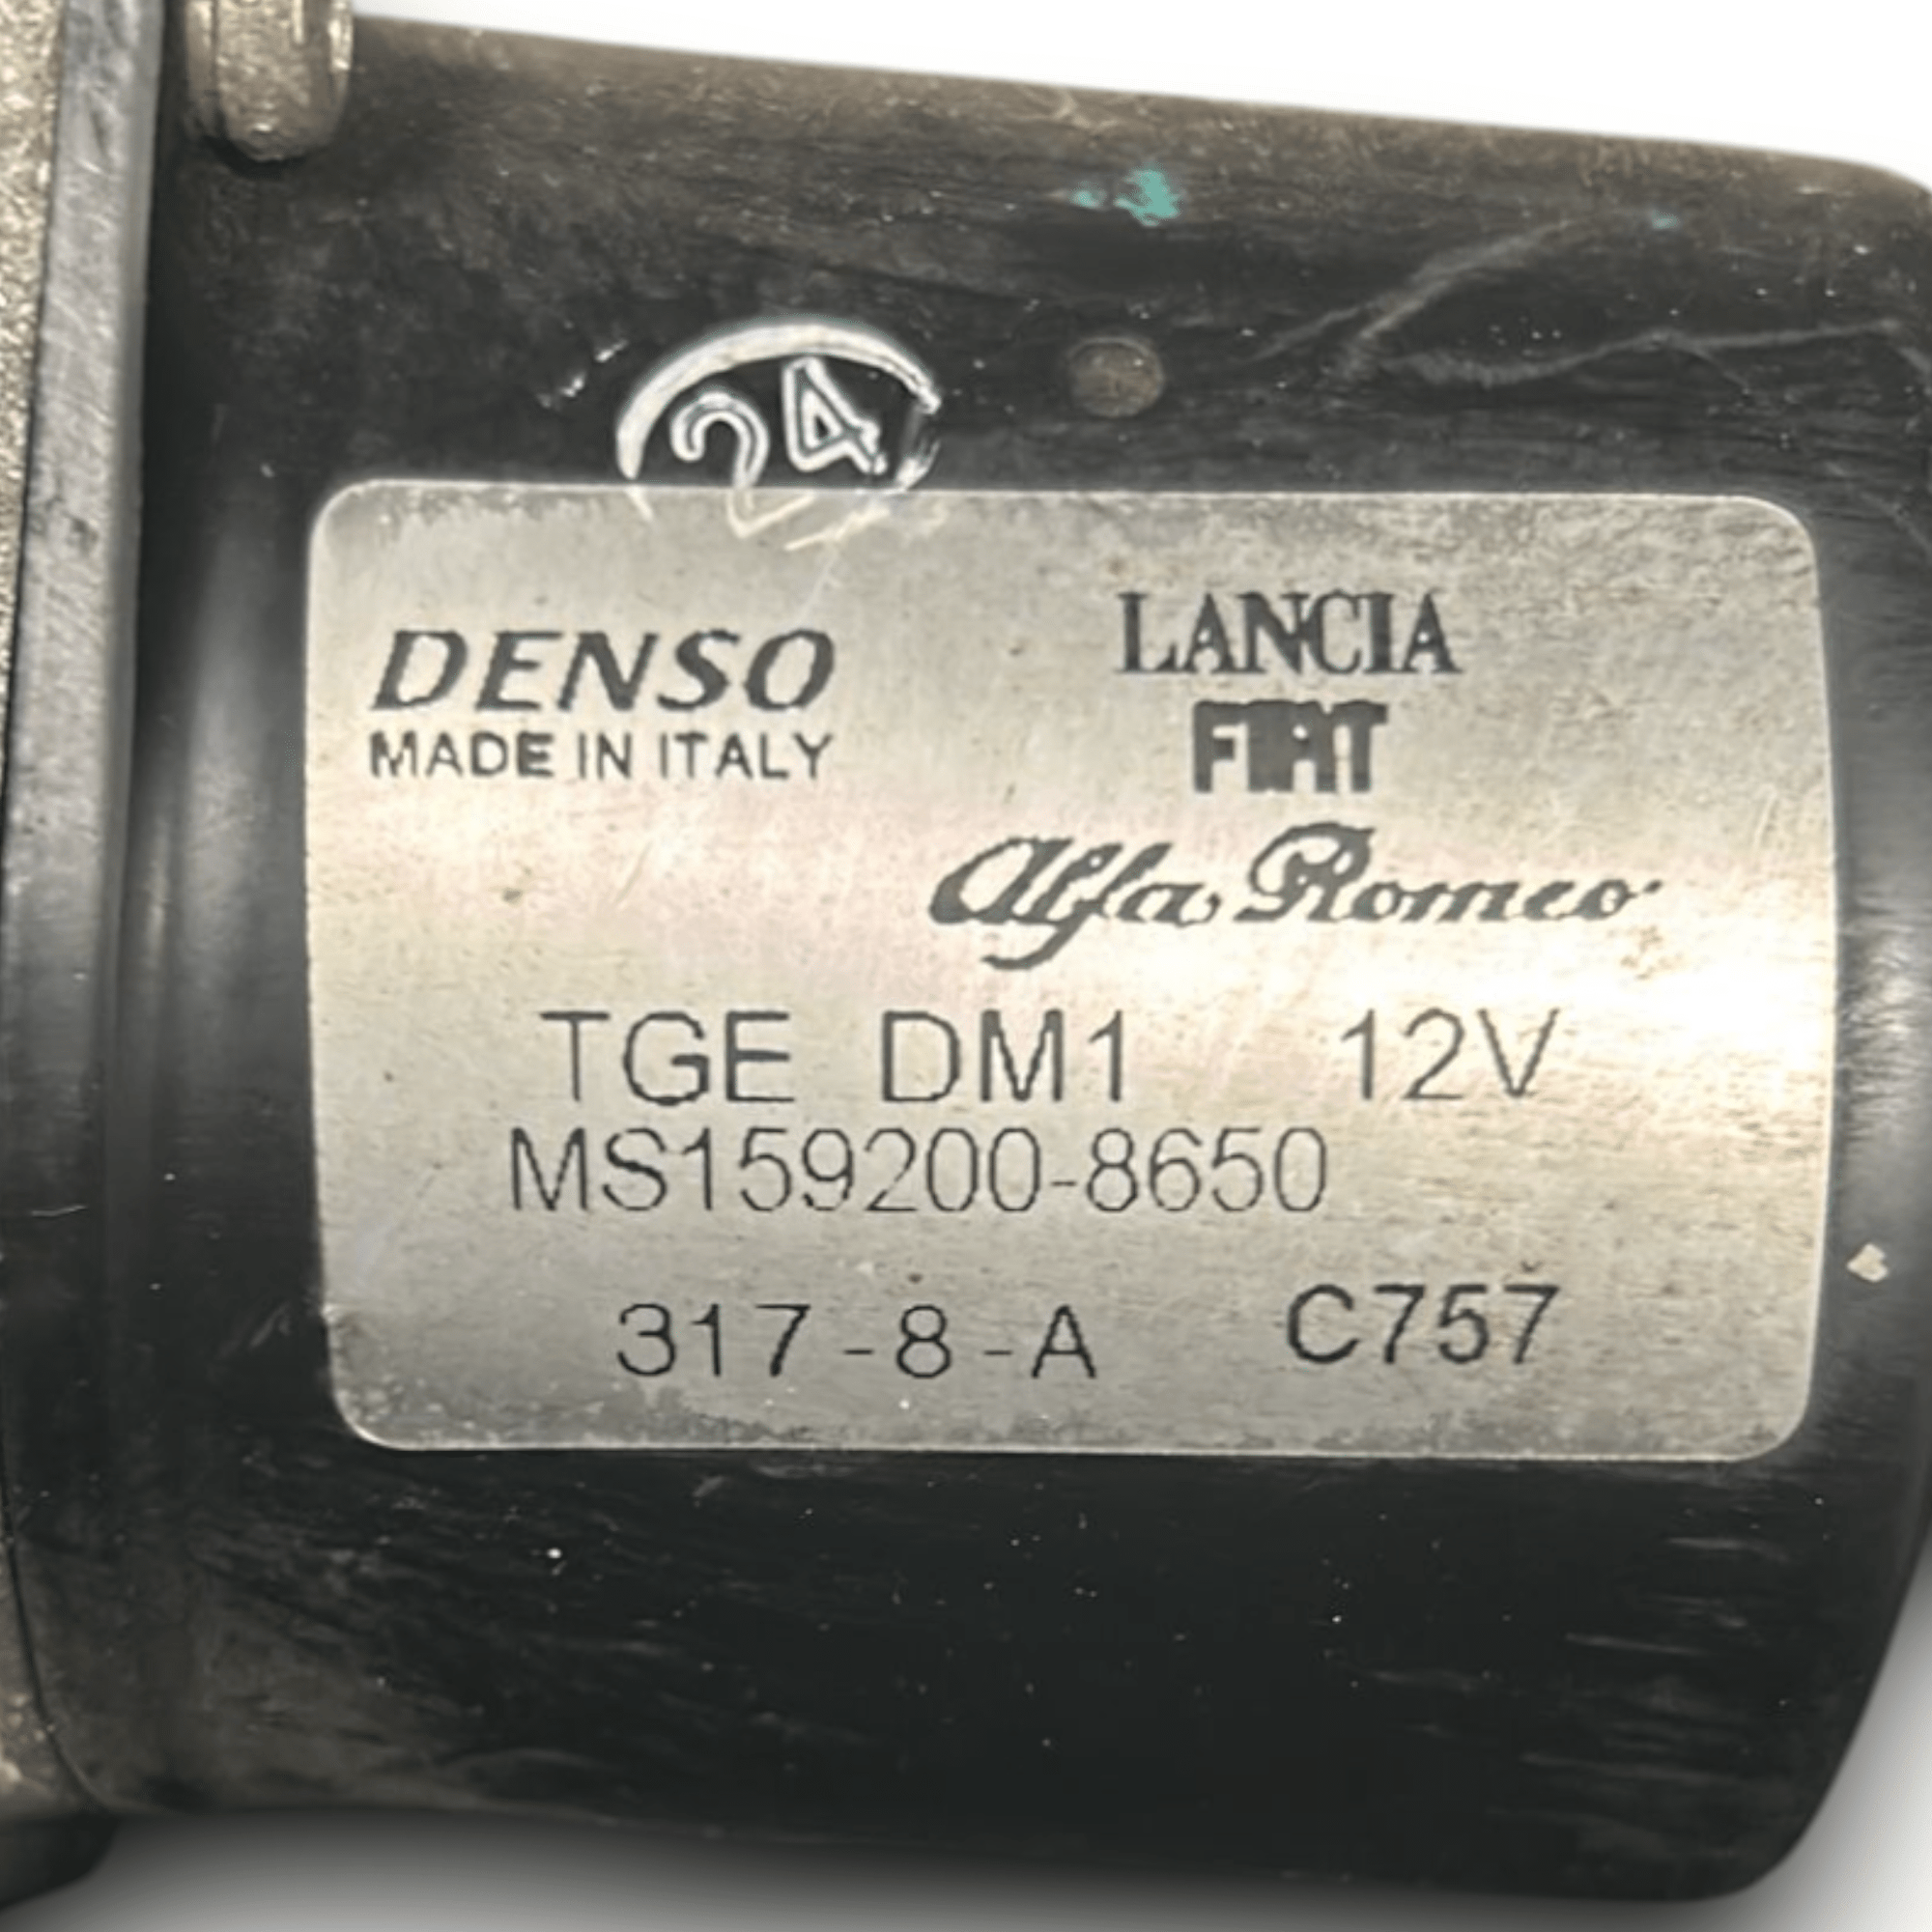 24
DENSO
MADE IN ITALY
LANCIA
FIAT
Alfa Romeo
TGE DM1 12V
MS159200-8650
317-8-A C757